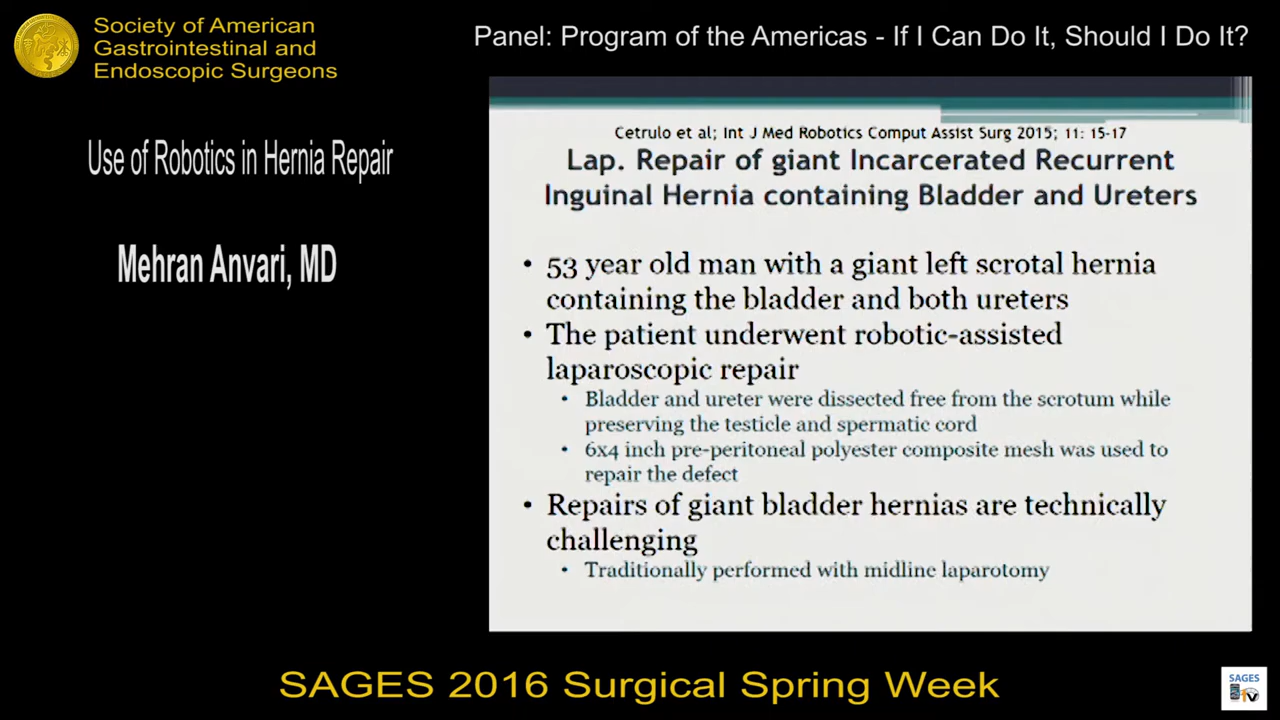 Society of American
Gastrointestinal and
Endoscopic Surgeons
Panel: Program of the Americas - If I Can Do It, Should I Do It?
Use of Robotics in Hernia Repair
Mehran Anvari, MD
Cetrulo et al; Int J Med Robotics Comput Assist Surg 2015; 11: 15-17
Lap. Repair of giant Incarcerated Recurrent
Inguinal Hernia containing Bladder and Ureters
• 53 year old man with a giant left scrotal hernia
containing the bladder and both ureters
• The patient underwent robotic-assisted
laparoscopic repair
• Bladder and ureter were dissected free from the scrotum while
preserving the testicle and spermatic cord
• 6x4 inch pre-peritoneal polyester composite mesh was used to
repair the defect
• Repairs of giant bladder hernias are technically
challenging
• Traditionally performed with midline laparotomy
SAGES 2016 Surgical Spring Week
SAGES
tv